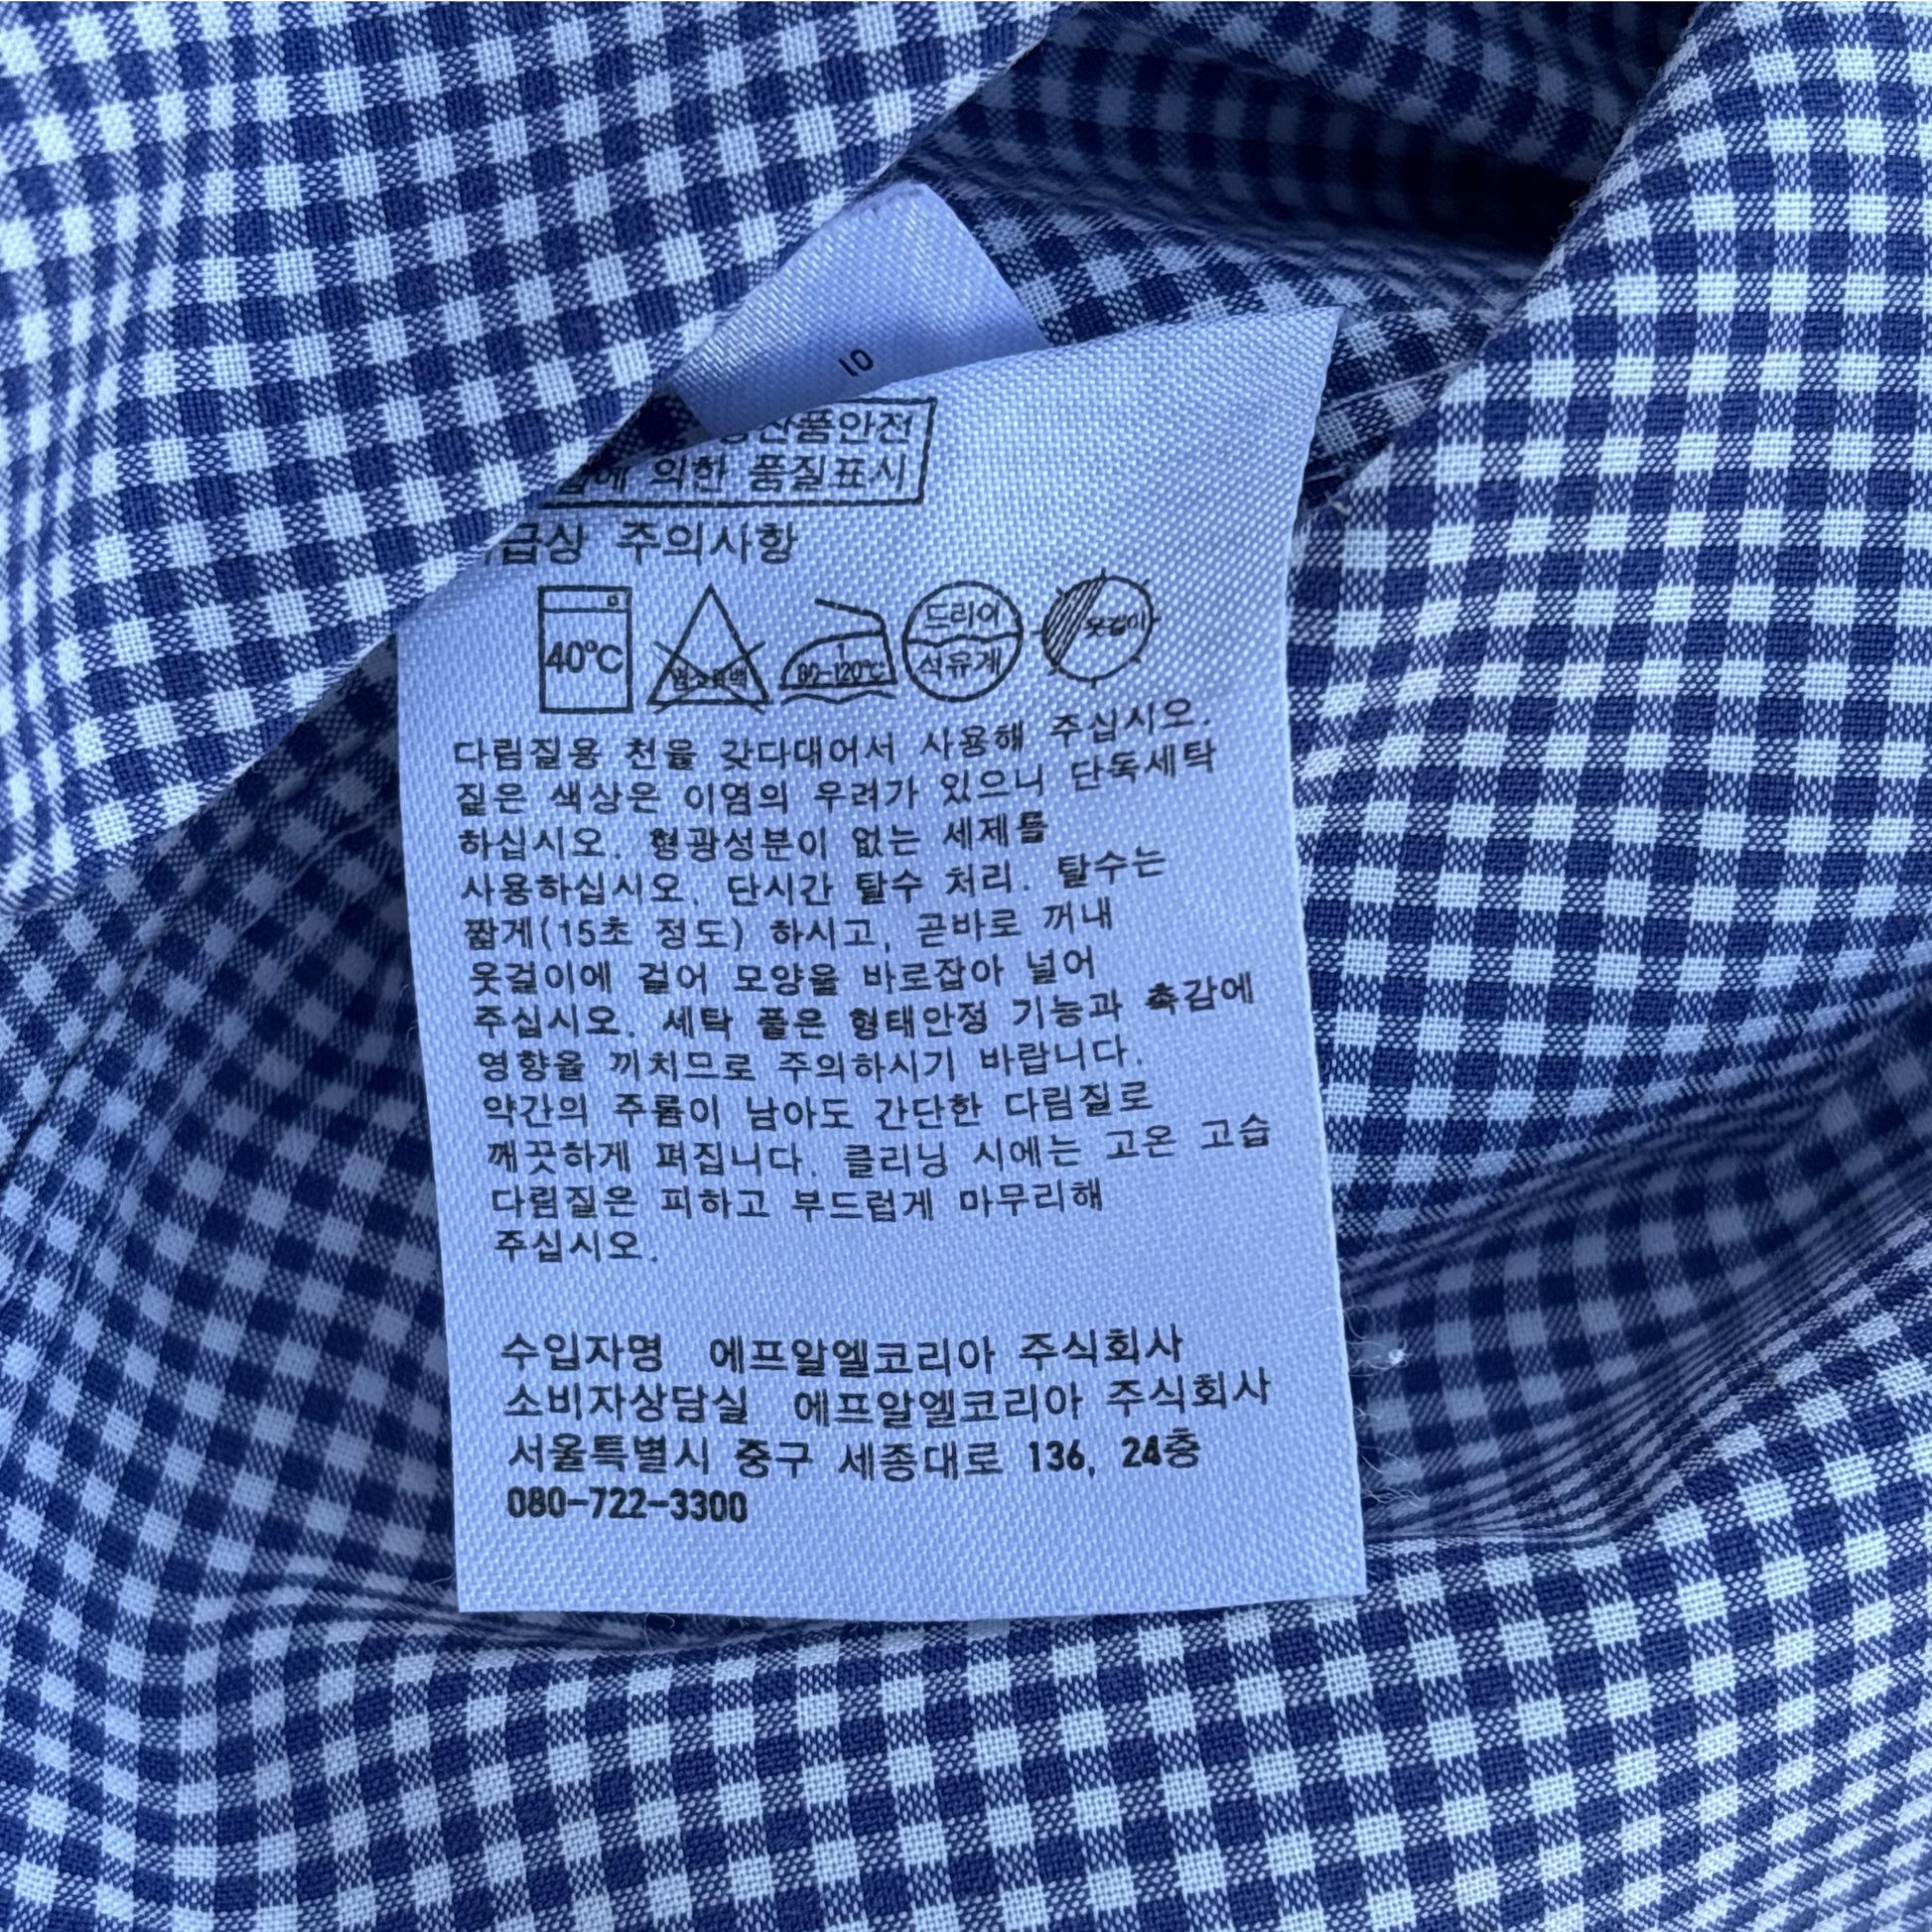 10
품안전
의한 품질표시
급상 주의사항
40℃
80-120℃
드라이
석유계
옷걸이
다림질용 천을 갖다대어서 사용해 주십시오.
짙은 색상은 이염의 우려가 있으니 단독세탁
하십시오. 형광성분이 없는 세제를
사용하십시오. 단시간 탈수 처리. 탈수는
짧게(15초 정도) 하시고, 곧바로 꺼내
옷걸이에 걸어 모양을 바로잡아 널어
주십시오. 세탁 풀은 형태안정 기능과 촉감에
영향을 끼치므로 주의하시기 바랍니다.
약간의 주름이 남아도 간단한 다림질로
깨끗하게 펴집니다. 클리닝 시에는 고온 고습
다림질은 피하고 부드럽게 마무리해
주십시오.
수입자명 에프알엘코리아 주식회사
소비자상담실 에프알엘코리아 주식회사
서울특별시 중구 세종대로 136, 24층
080-722-3300